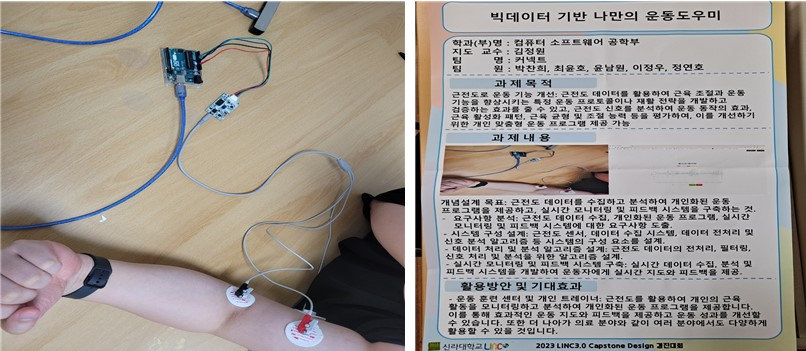 빅데이터 기반 나만의 운동도우미
학과(부)명 : 컴퓨터 소프트웨어 공학부
지도 교수 : 김정원
팀 명 : 커넥트
팀 원 : 박찬희, 최윤호, 윤남원, 이정우, 정연호
과제목적
근전도로 운동 기능 개선: 근전도 데이터를 활용하여 근육 조절과 운동
기능을 향상시키는 특정 운동 프로토콜이나 재활 전략을 개발하고
검증하는 효과를 줄 수 있고, 근전도 신호를 분석하여 운동 동작의 효과,
근육 활성화 패턴, 근육 균형 및 조절 능력 등을 평가하여, 이를 개선하기
위한 개인 맞춤형 운동 프로그램 제공 가능
과제내용
개념설계 목표: 근전도 데이터를 수집하고 분석하여 개인화된 운동
프로그램을 제공하고, 실시간 모니터링 및 피드백 시스템을 구축하는 것.
- 요구사항 분석: 근전도 데이터 수집, 개인화된 운동 프로그램, 실시간
모니터링 및 피드백 시스템에 대한 요구사항 도출.
- 시스템 구성 설계: 근전도 센서, 데이터 수집 시스템, 데이터 전처리 및
신호 분석 알고리즘 등 시스템의 구성 요소를 설계.
- 데이터 처리 및 분석 알고리즘 설계: 근전도 데이터의 전처리, 필터링,
신호 처리 및 분석을 위한 알고리즘 설계.
- 실시간 모니터링 및 피드백 시스템 구축: 실시간 데이터 수집, 분석 및
피드백 시스템을 개발하여 운동자에게 실시간 지도와 피드백을 제공.
활용방안 및 기대효과
- 운동 훈련 센터 및 개인 트레이너: 근전도를 활용하여 개인의 근육
활동을 모니터링하고 분석하여 개인화된 운동 프로그램을 제공합니다.
이를 통해 효과적인 운동 지도와 피드백을 제공하고 운동 성과를 개선할
수 있습니다. 또한 더 나아가 의료 분야와 같이 여러 분야에서도 다양하게
활용할 수 있을 것입니다.
신라대학교 LINC 2023 LINC3.0 Capstone Design 경진대회